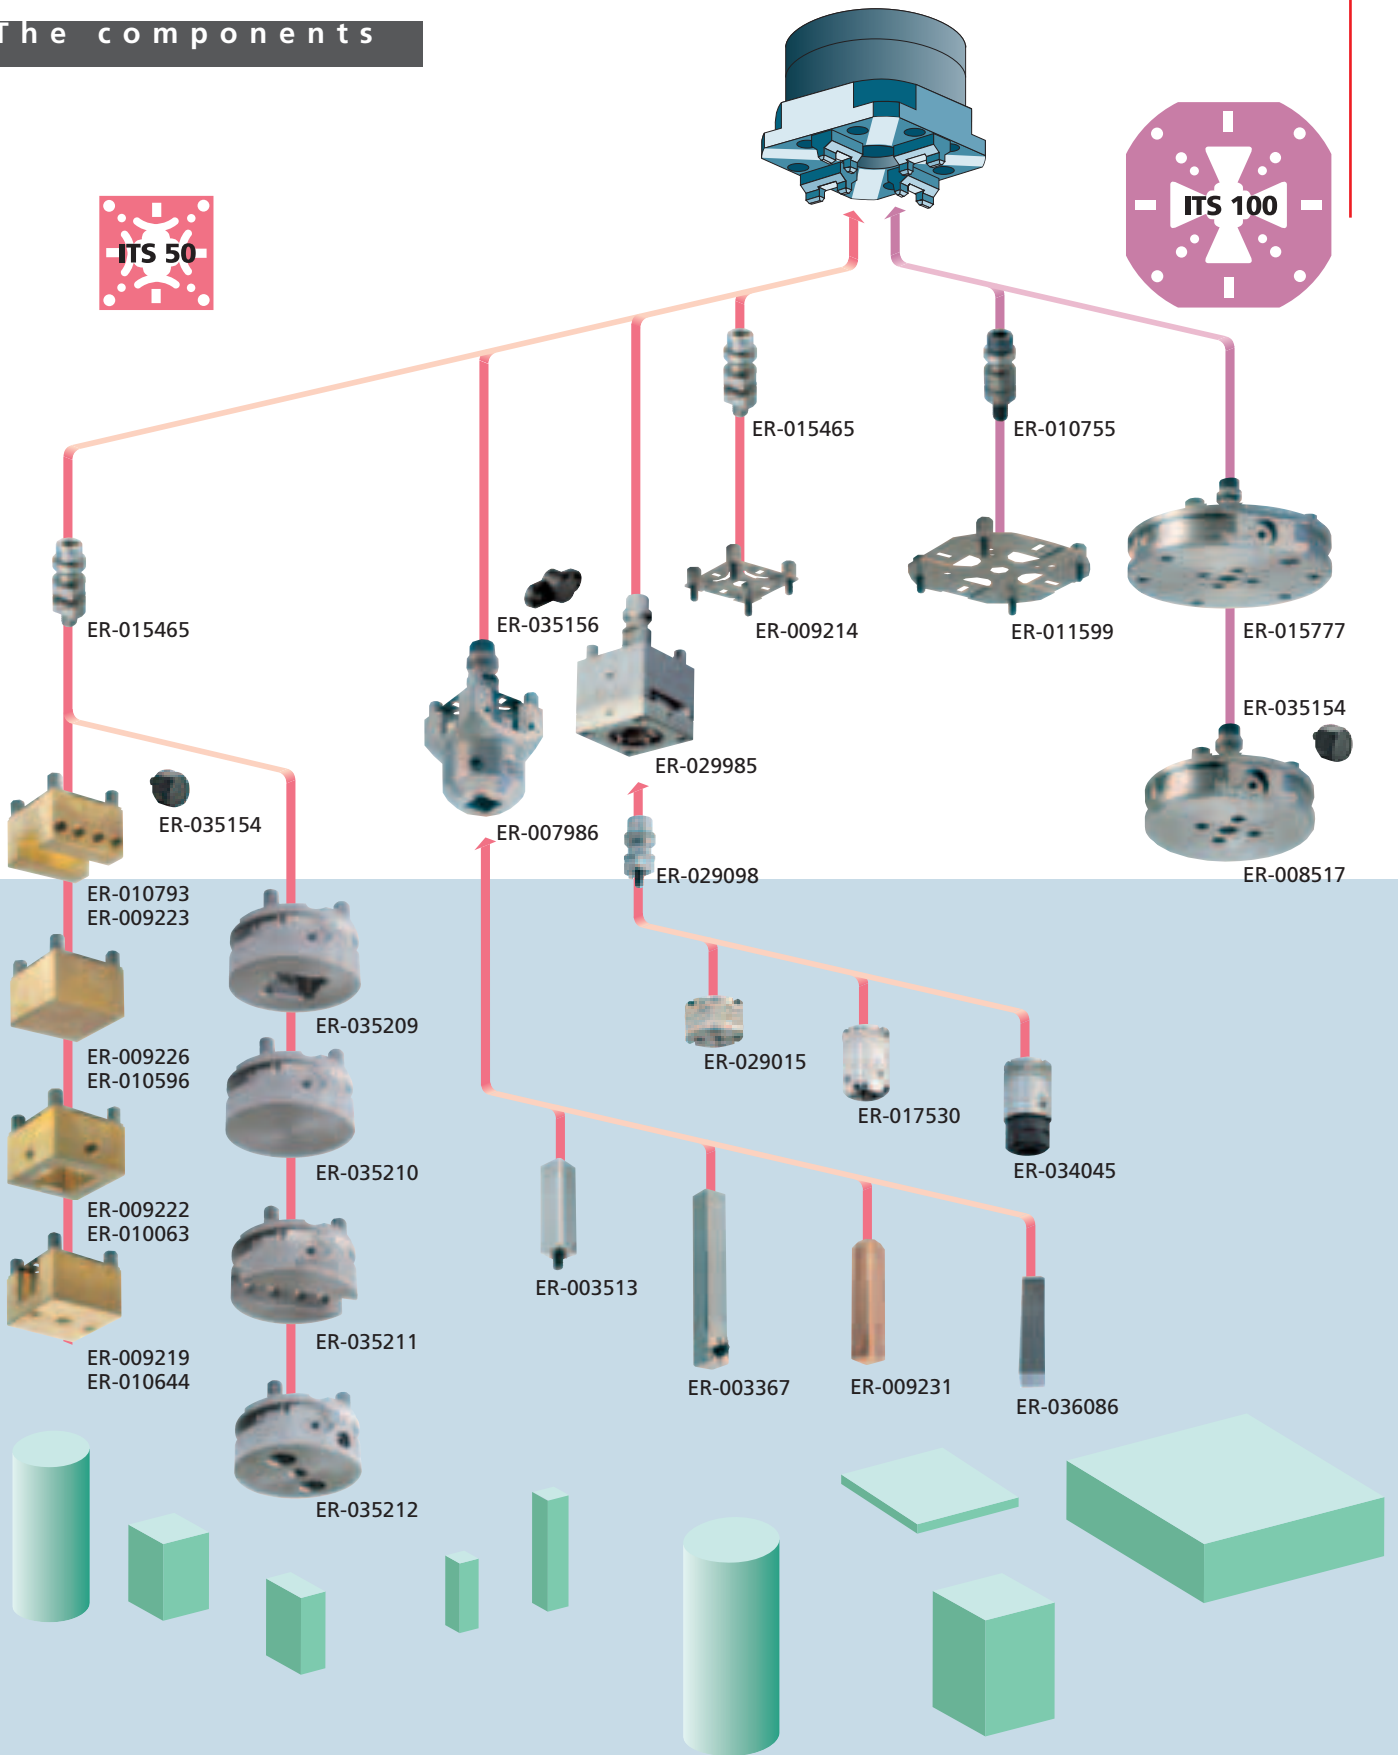 The components
ITS 50
ITS 100
ER-015465
ER-010755
ER-015465
ER-035156
ER-009214
ER-011599
ER-015777
ER-035154
ER-029985
ER-035154
ER-007986
ER-029098
ER-008517
ER-010793
ER-009223
ER-035209
ER-009226
ER-010596
ER-029015
ER-017530
ER-034045
ER-035210
ER-009222
ER-010063
ER-003513
ER-035211
ER-009219
ER-010644
ER-003367
ER-009231
ER-036086
ER-035212